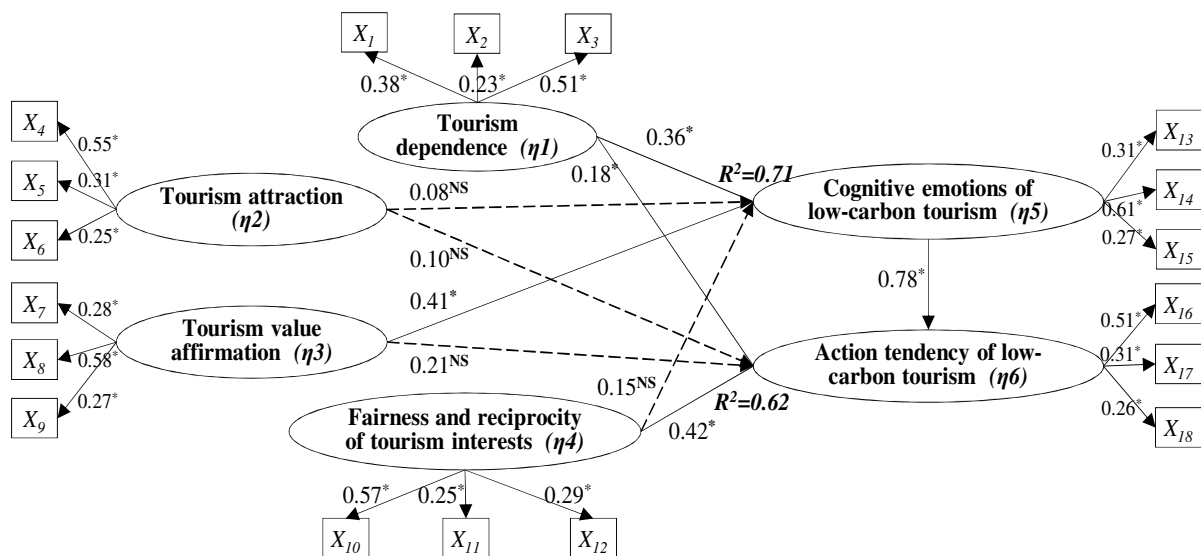 X1
X2
X3
0.38*
0.23*
0.51*
Tourism
dependence (η1)
X4
X5
X6
0.55*
0.31*
0.25*
Tourism attraction
(η2)
0.36*
0.18*
R²=0.71
0.08NS
0.10NS
Cognitive emotions of
low-carbon tourism (η5)
0.31*
0.61*
0.27*
X13
X14
X15
0.78*
X7
X8
X9
0.28*
0.58*
0.27*
Tourism value
affirmation (η3)
0.41*
0.21NS
0.15NS
Action tendency of low-
carbon tourism (η6)
R²=0.62
0.42*
0.51*
0.31*
0.26*
X16
X17
X18
Fairness and reciprocity
of tourism interests (η4)
0.57*
0.25*
0.29*
X10
X11
X12